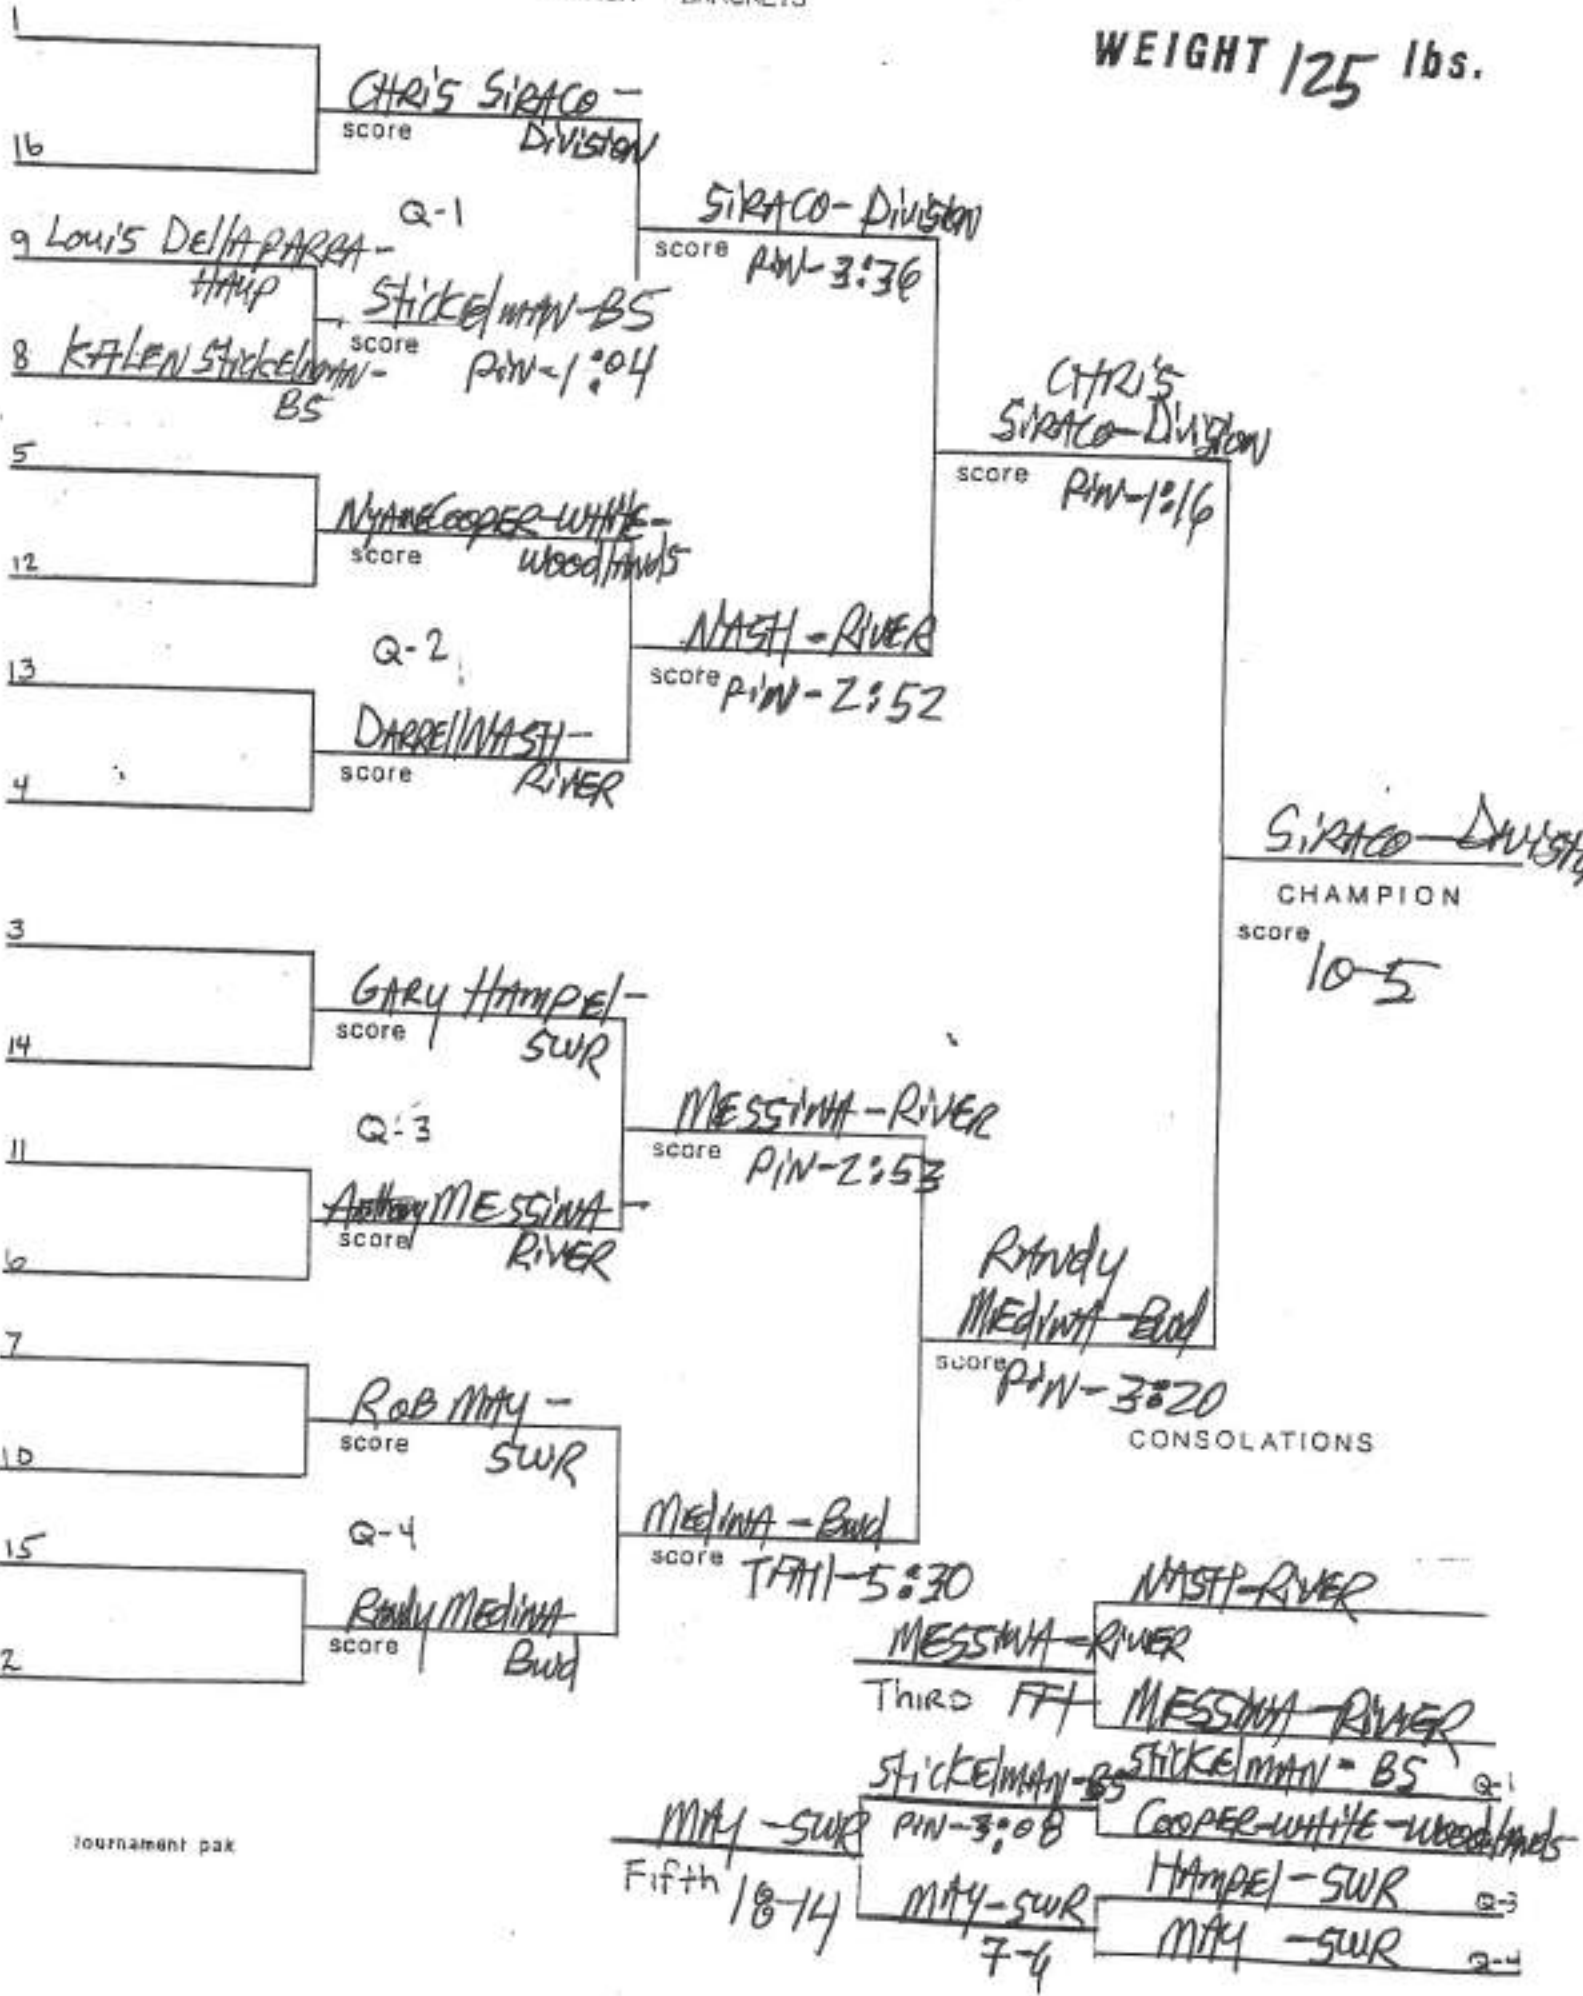 BRACKETS
WEIGHT 125 lbs.
1
CHRIS SIRACO -
score
DIVISION
16
Q-1
SIRACO - DIVISION
score
PIN - 3:36
9 LOUIS DELLAPARRA -
HAUP
STICKELMAN - BS
score
PIN - 1:04
8 KALEN STICKELMAN -
BS
CHRIS
SIRACO - DIVISION
score
PIN - 1:16
5
COOPER-WHITE -
score
WOODLANDS
12
Q-2
NASH - RIVER
score
PIN - 2:52
13
DARRELL NASH -
score
RIVER
4
SIRACO - DIVISION
CHAMPION
score
10-5
3
GARY HAMPEL -
score
SWR
14
Q-3
MESSINA - RIVER
score
PIN - 2:53
11
Anthony MESSINA -
score
RIVER
6
RANDY
MEDINA - Bwd
score
PIN - 3:20
CONSOLATIONS
7
ROB MAY -
score
SWR
10
Q-4
MEDINA - Bwd
score
TFALL - 5:30
15
RANDY MEDINA
score
Bwd
2
NASH - RIVER
MESSINA - RIVER
THIRD FFT
MESSINA - RIVER
STICKELMAN - BS
STICKELMAN - BS Q-1
PIN - 3:08
COOPER-WHITE - WOODLANDS
MAY - SWR
Fifth
18-14
HAMPEL - SWR Q-3
MAY - SWR
7-6
MAY - SWR Q-4
tournament pak